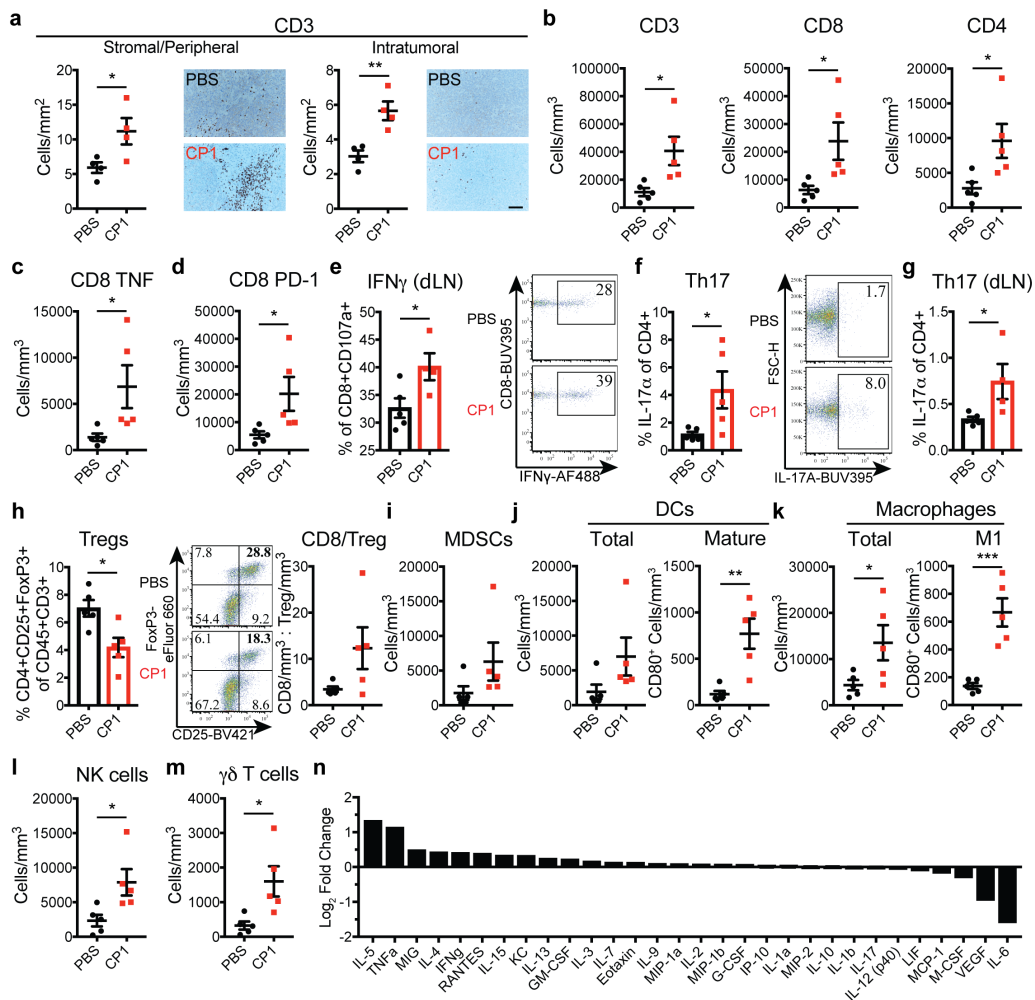 a
CD3
Stromal/Peripheral
Intratumoral
Cells/mm2
20
15
10
5
0
*
PBS
CP1
PBS
CP1
Cells/mm2
8
6
4
2
0
**
PBS
CP1
PBS
CP1
b
CD3
CD8
CD4
Cells/mm3
100000
80000
60000
40000
20000
0
*
PBS
CP1
Cells/mm3
50000
40000
30000
20000
10000
0
*
PBS
CP1
Cells/mm3
20000
15000
10000
5000
0
*
PBS
CP1
c
CD8 TNF
Cells/mm3
15000
10000
5000
0
*
PBS
CP1
d
CD8 PD-1
Cells/mm3
50000
40000
30000
20000
10000
0
*
PBS
CP1
e
IFNγ (dLN)
% of CD8+CD107a+
50
45
40
35
30
25
*
PBS
CP1
PBS
28
CP1
39
CD8-BUV395
IFNγ-AF488
f
Th17
% IL-17α of CD4+
10
8
6
4
2
0
*
PBS
CP1
PBS
1.7
CP1
8.0
250K
200K
150K
100K
50K
0
250K
200K
150K
100K
50K
0
FSC-H
IL-17A-BUV395
g
Th17 (dLN)
% IL-17α of CD4+
1.5
1.0
0.5
0.0
*
PBS
CP1
h
Tregs
% CD4+CD25+FoxP3+
of CD45+CD3+
10
8
6
4
2
0
*
PBS
CP1
PBS
7.8
28.8
54.4
9.2
CP1
6.1
18.3
67.2
8.6
FoxP3-
eFluor 660
CD25-BV421
CD8/Treg
CD8/mm3 : Treg/mm3
30
20
10
0
PBS
CP1
i
MDSCs
Cells/mm3
20000
15000
10000
5000
0
PBS
CP1
j
DCs
Total
Mature
Cells/mm3
20000
15000
10000
5000
0
PBS
CP1
CD80+ Cells/mm3
1500
1000
500
0
**
PBS
CP1
k
Macrophages
Total
M1
Cells/mm3
30000
20000
10000
0
*
PBS
CP1
CD80+ Cells/mm3
1000
800
600
400
200
0
***
PBS
CP1
l
NK cells
Cells/mm3
20000
15000
10000
5000
0
*
PBS
CP1
m
γδ T cells
Cells/mm3
4000
3000
2000
1000
0
*
PBS
CP1
n
Log2 Fold Change
2
1
0
-1
-2
IL-5
TNFa
MIG
IL-4
IFNg
RANTES
IL-15
KC
IL-13
GM-CSF
IL-3
IL-7
Eotaxin
IL-9
MIP-1a
IL-2
MIP-1b
G-CSF
IP-10
IL-1a
MIP-2
IL-10
IL-1b
IL-17
IL-12 (p40)
LIF
MCP-1
M-CSF
VEGF
IL-6